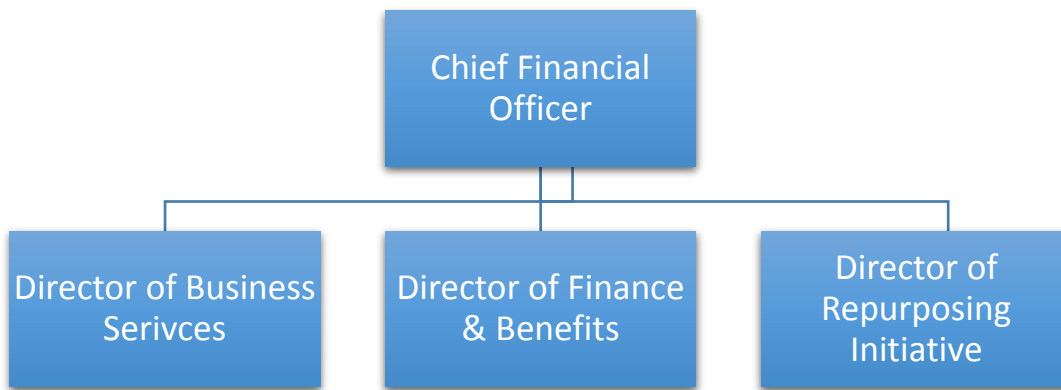 Chief Financial
Officer
Director of Business
Serivces
Director of Finance
& Benefits
Director of
Repurposing
Initiative